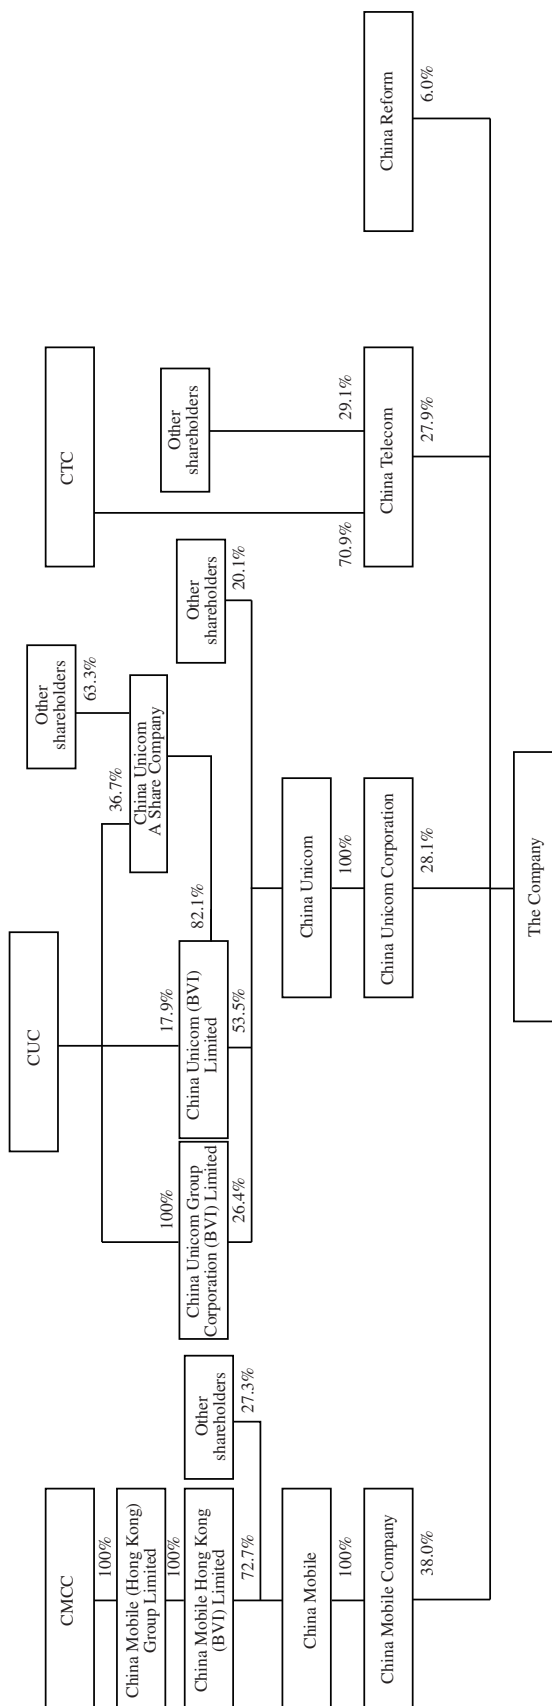 CMCC
100%
China Mobile (Hong Kong)
Group Limited
100%
China Mobile Hong Kong
(BVI) Limited
72.7%
Other
shareholders
27.3%
China Mobile
100%
China Mobile Company
38.0%
CUC
100%
17.9%
36.7%
Other
shareholders
63.3%
China Unicom
A Share Company
82.1%
China Unicom Group
Corporation (BVI) Limited
26.4%
China Unicom (BVI)
Limited
53.5%
Other
shareholders
20.1%
China Unicom
100%
China Unicom Corporation
28.1%
CTC
70.9%
Other
shareholders
29.1%
China Telecom
27.9%
China Reform
6.0%
The Company